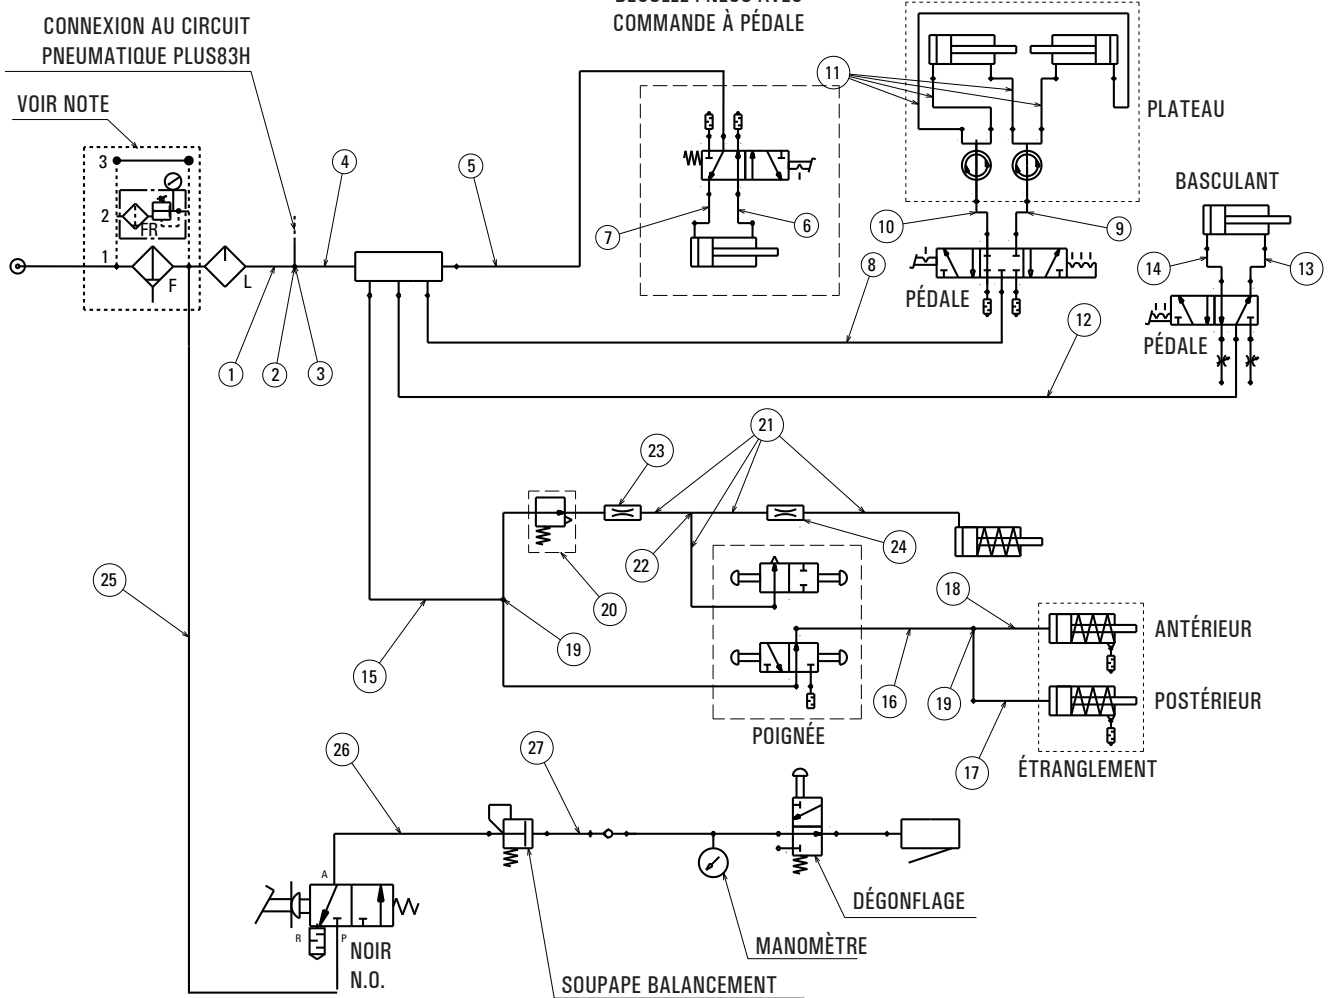 CONNEXION AU CIRCUIT
PNEUMATIQUE PLUS83H
COMMANDE À PÉDALE
VOIR NOTE
3
2
FR
1
F
L
4
5
7
6
11
PLATEAU
BASCULANT
10
9
8
PÉDALE
14
13
PÉDALE
12
1
2
3
21
23
22
24
20
25
15
19
18
ANTÉRIEUR
16
19
POSTÉRIEUR
17
POIGNÉE
ÉTRANGLEMENT
26
27
A
R
P
NOIR
N.O.
DÉGONFLAGE
MANOMÈTRE
SOUPAPE BALANCEMENT